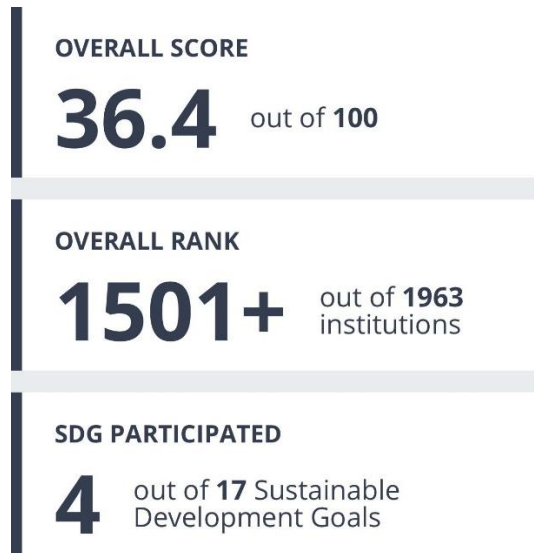 OVERALL SCORE
36.4 out of 100
OVERALL RANK
1501+ out of 1963
institutions
SDG PARTICIPATED
4 out of 17 Sustainable
Development Goals